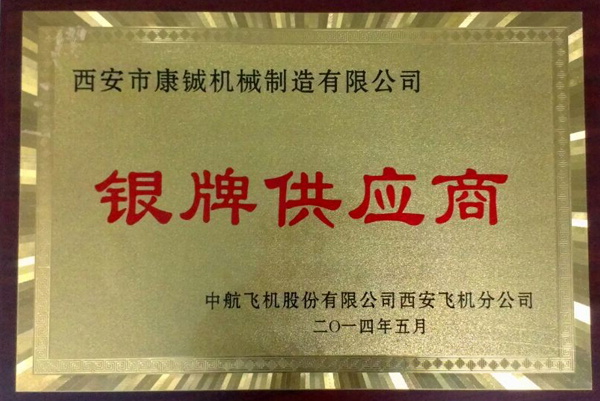 西安市康铖机械制造有限公司
银牌供应商
中航飞机股份有限公司西安飞机分公司
二〇一四年五月